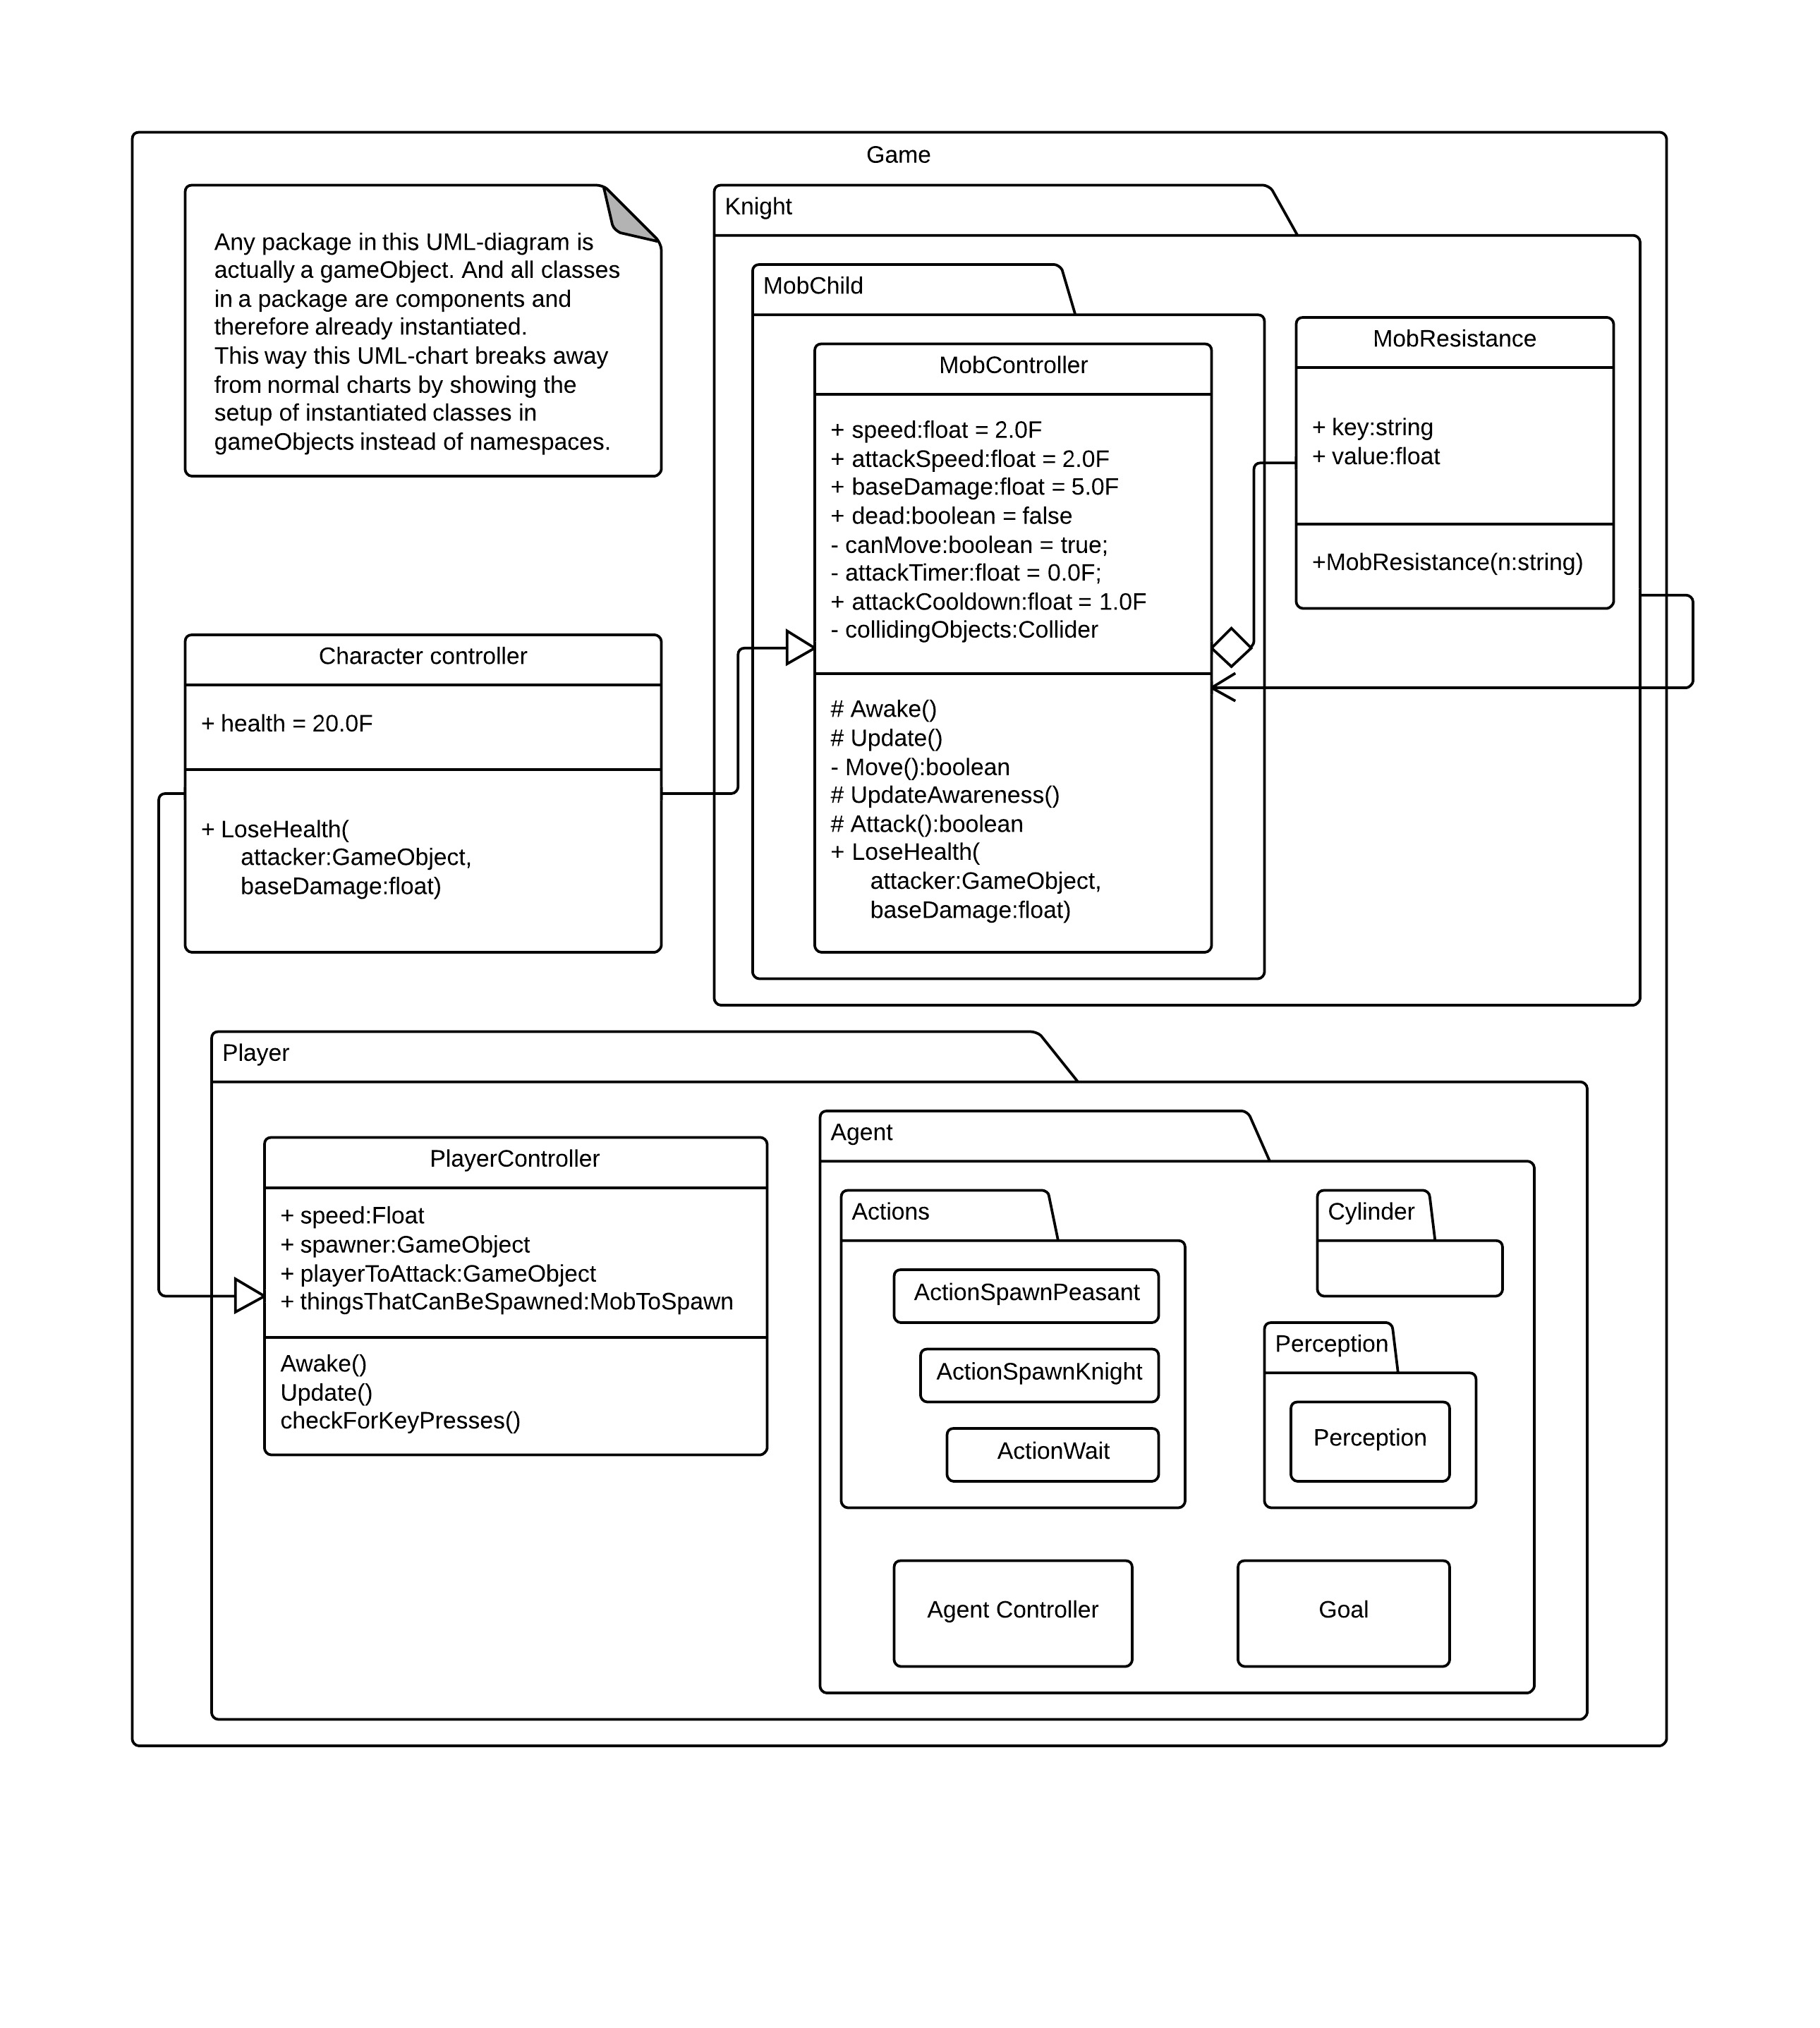 Game
Any package in this UML-diagram is
actually a gameObject. And all classes
in a package are components and
therefore already instantiated.
This way this UML-chart breaks away
from normal charts by showing the
setup of instantiated classes in
gameObjects instead of namespaces.
Knight
MobChild
MobController
+ speed:float = 2.0F
+ attackSpeed:float = 2.0F
+ baseDamage:float = 5.0F
+ dead:boolean = false
- canMove:boolean = true;
- attackTimer:float = 0.0F;
+ attackCooldown:float = 1.0F
- collidingObjects:Collider
# Awake()
# Update()
- Move():boolean
# UpdateAwareness()
# Attack():boolean
+ LoseHealth(
attacker:GameObject,
baseDamage:float)
MobResistance
+ key:string
+ value:float
+MobResistance(n:string)
Character controller
+ health = 20.0F
+ LoseHealth(
attacker:GameObject,
baseDamage:float)
Player
PlayerController
+ speed:Float
+ spawner:GameObject
+ playerToAttack:GameObject
+ thingsThatCanBeSpawned:MobToSpawn
Awake()
Update()
checkForKeyPresses()
Agent
Actions
ActionSpawnPeasant
ActionSpawnKnight
ActionWait
Cylinder
Perception
Perception
Agent Controller
Goal